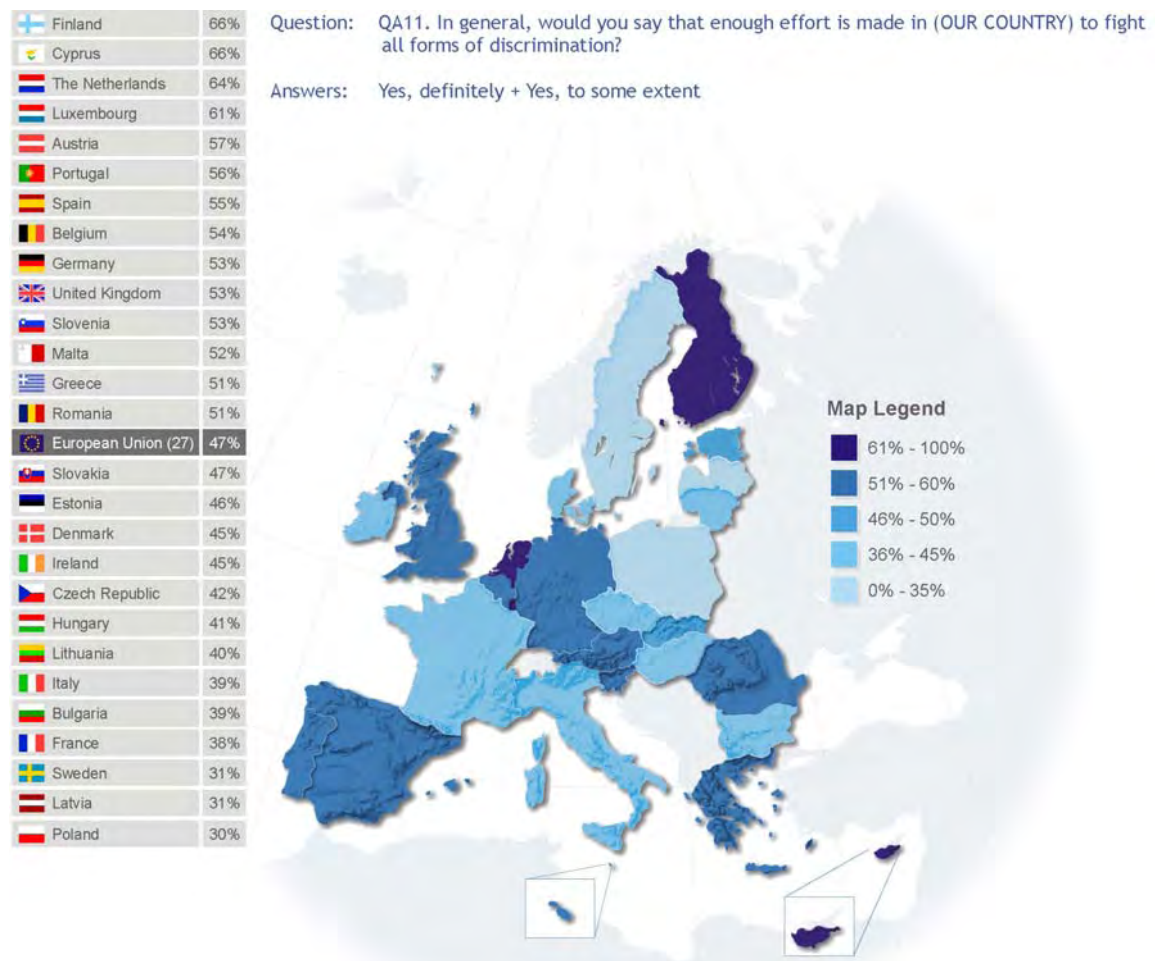 Question: QA11. In general, would you say that enough effort is made in (OUR COUNTRY) to fight
all forms of discrimination?
Answers: Yes, definitely + Yes, to some extent
Finland 66%
Cyprus 66%
The Netherlands 64%
Luxembourg 61%
Austria 57%
Portugal 56%
Spain 55%
Belgium 54%
Germany 53%
United Kingdom 53%
Slovenia 53%
Malta 52%
Greece 51%
Romania 51%
European Union (27) 47%
Slovakia 47%
Estonia 46%
Denmark 45%
Ireland 45%
Czech Republic 42%
Hungary 41%
Lithuania 40%
Italy 39%
Bulgaria 39%
France 38%
Sweden 31%
Latvia 31%
Poland 30%
Map Legend
61% - 100%
51% - 60%
46% - 50%
36% - 45%
0% - 35%